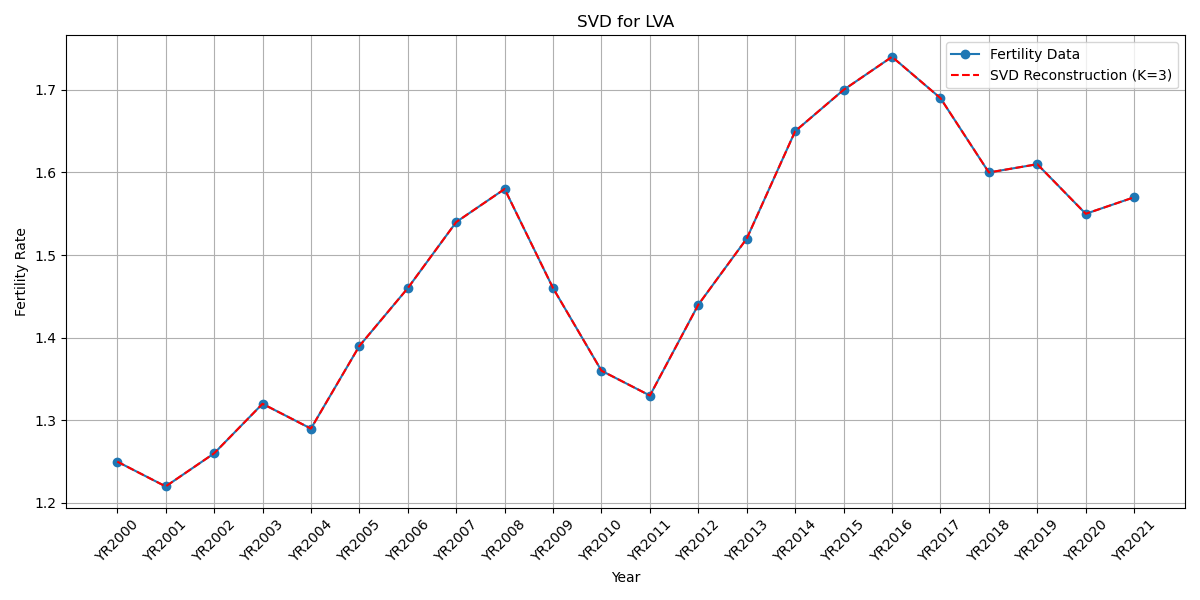 SVD for LVA
Fertility Data
SVD Reconstruction (K=3)
Fertility Rate
1.7
1.6
1.5
1.4
1.3
1.2
YR2000
YR2001
YR2002
YR2003
YR2004
YR2005
YR2006
YR2007
YR2008
YR2009
YR2010
YR2011
YR2012
YR2013
YR2014
YR2015
YR2016
YR2017
YR2018
YR2019
YR2020
YR2021
Year